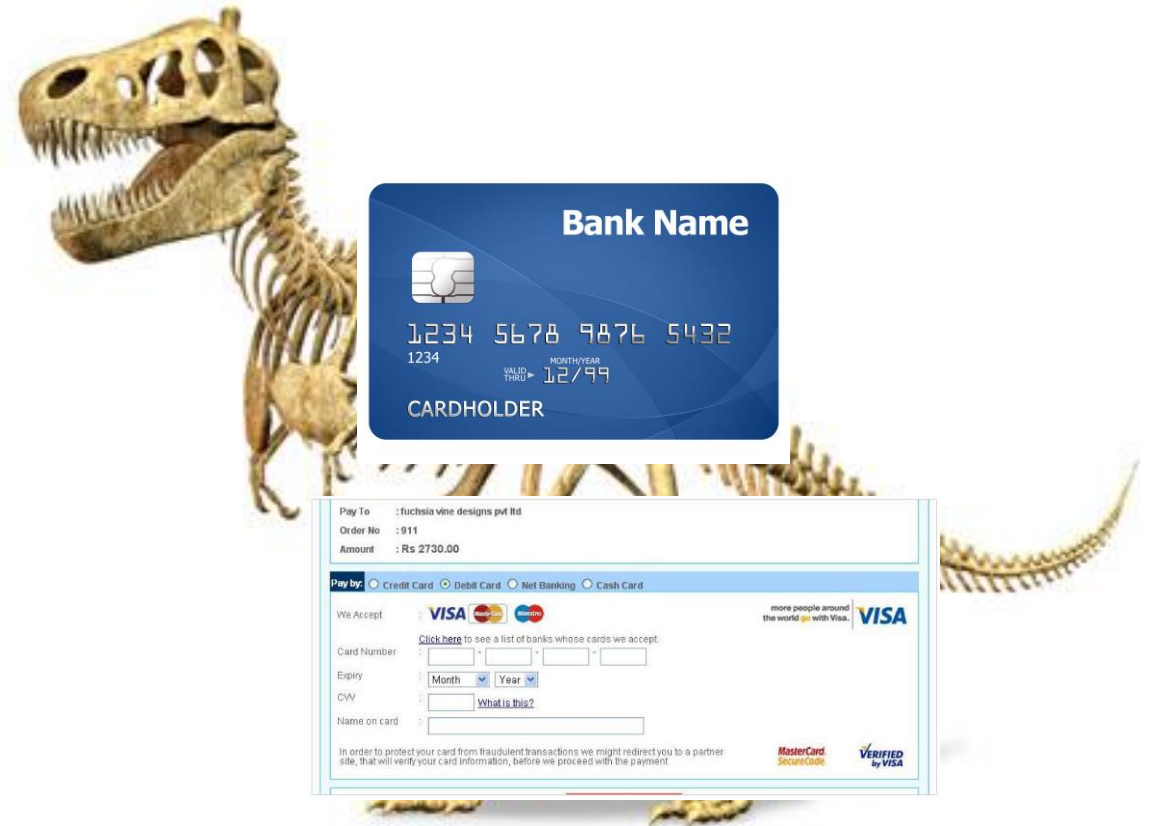 Bank Name
1234 5678 9876 5432
1234
MONTH/YEAR
VALID THRU 12/99
CARDHOLDER
Pay To : fuchsia vine designs pvt ltd
Order No : 911
Amount : Rs 2730.00
Pay by: Credit Card Debit Card Net Banking Cash Card
We Accept : VISA MasterCard Maestro
more people around
the world go with Visa. VISA
Click here to see a list of banks whose cards we accept.
Card Number : - - -
Expiry : Month Year
CVV : What is this?
Name on card :
In order to protect your card from fraudulent transactions we might redirect you to a partner
site, that will verify your card information, before we proceed with the payment
MasterCard.
SecureCode.
VERIFIED
by VISA